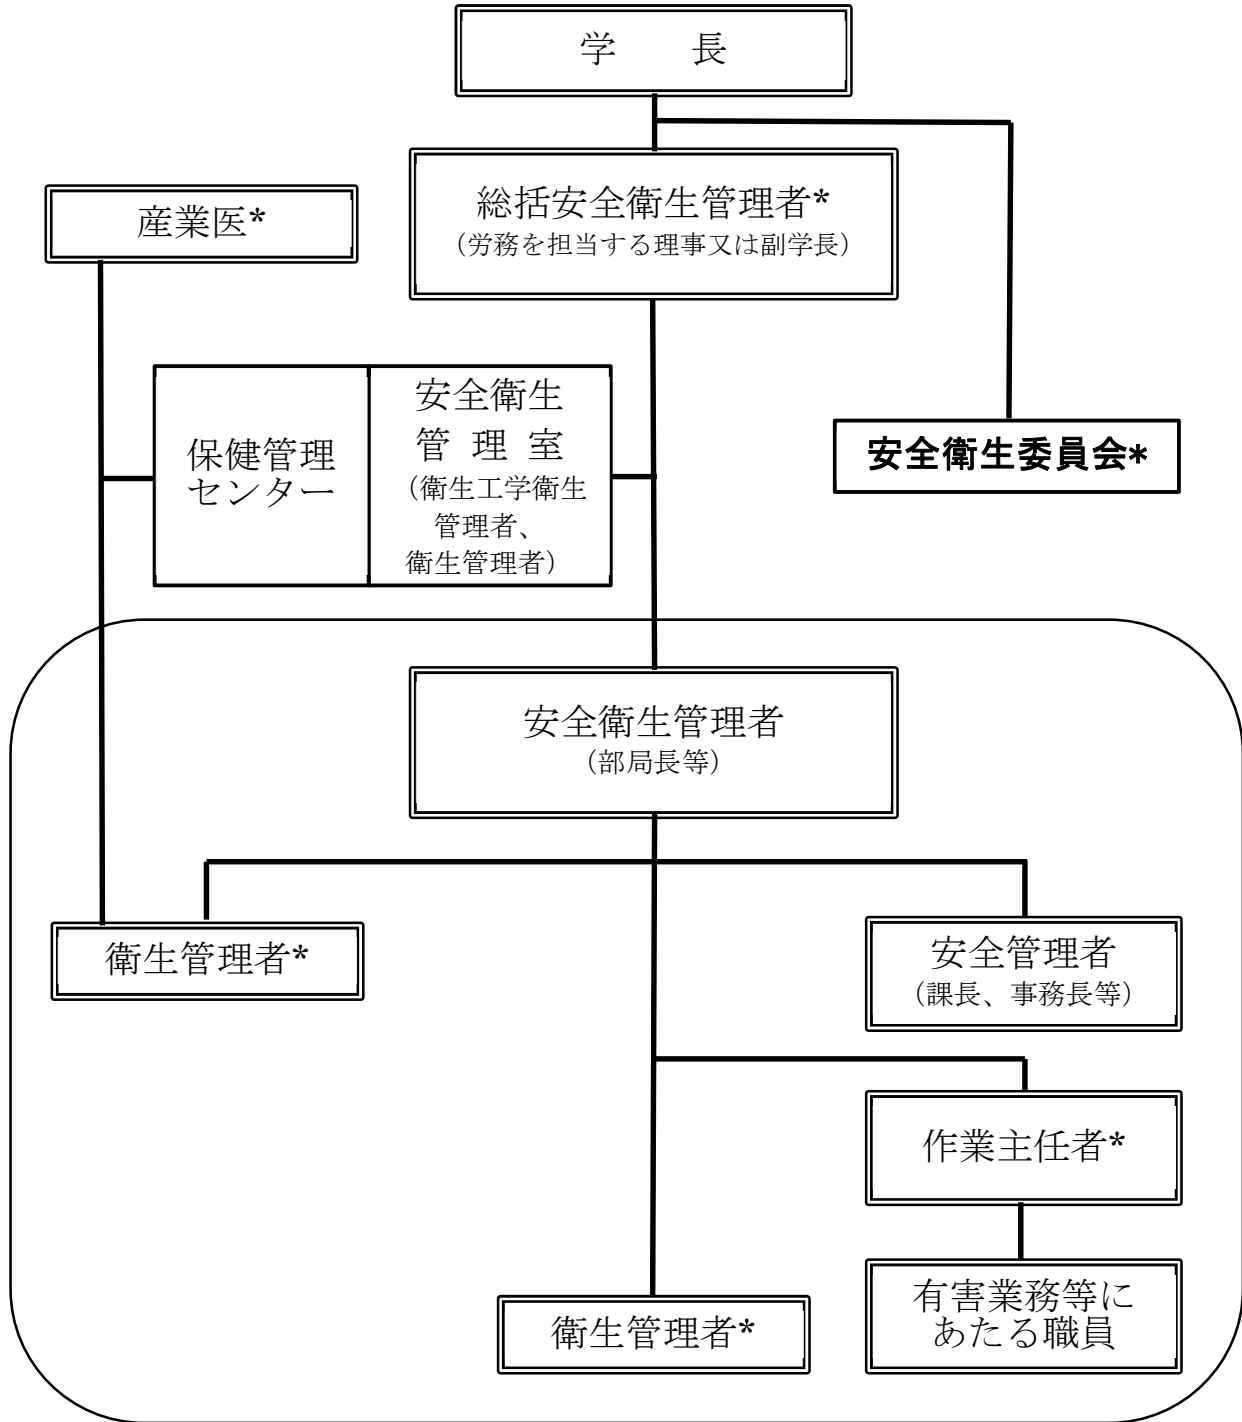 学　　長
総括安全衛生管理者*
（労務を担当する理事又は副学長）
産業医*
保健管理
センター
安全衛生
管 理 室
（衛生工学衛生
管理者、
衛生管理者）
安全衛生委員会*
安全衛生管理者
（部局長等）
衛生管理者*
安全管理者
（課長、事務長等）
作業主任者*
有害業務等に
あたる職員
衛生管理者*